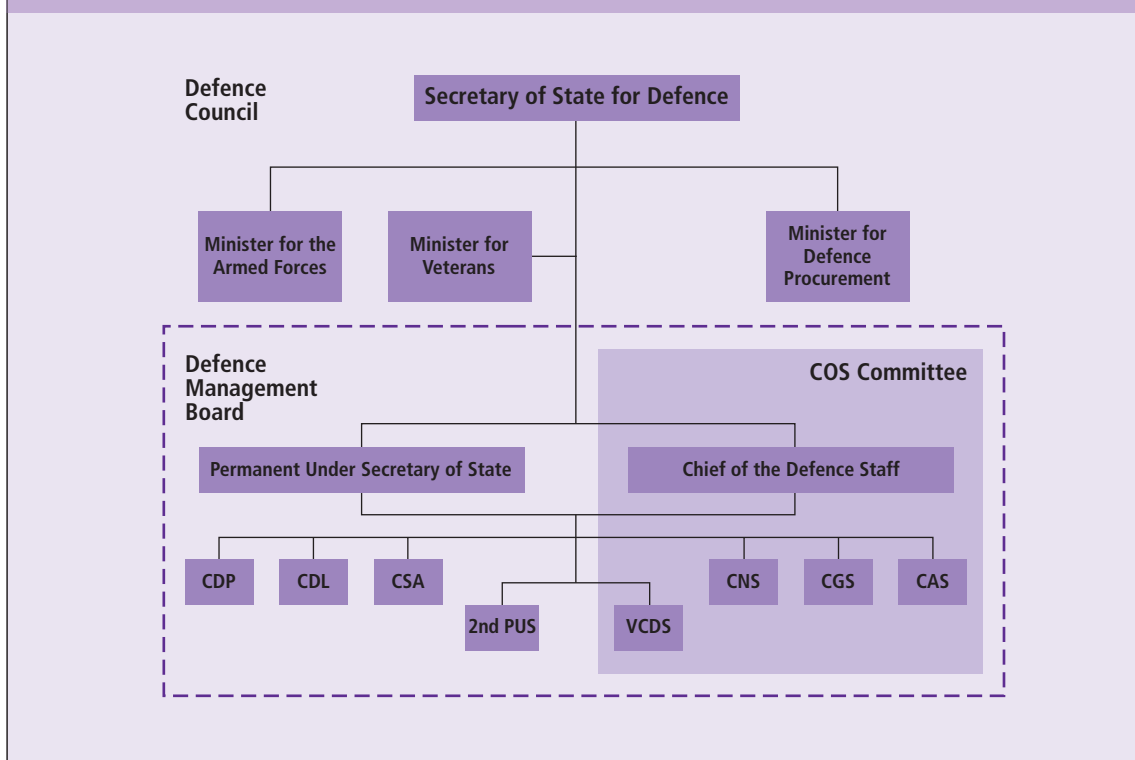 Defence
Council
Secretary of State for Defence
Minister for the
Armed Forces
Minister for
Veterans
Minister for
Defence
Procurement
Defence
Management
Board
COS Committee
Permanent Under Secretary of State
Chief of the Defence Staff
CDP
CDL
CSA
CNS
CGS
CAS
2nd PUS
VCDS